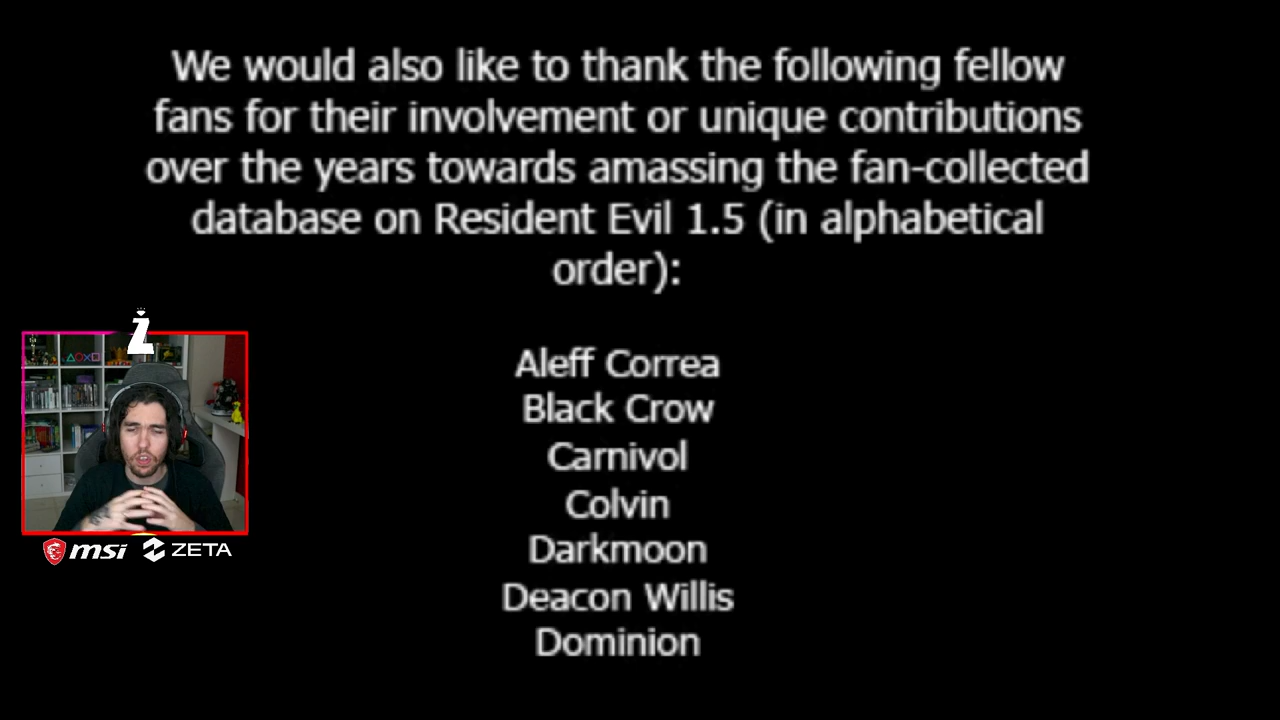 We would also like to thank the following fellow
fans for their involvement or unique contributions
over the years towards amassing the fan-collected
database on Resident Evil 1.5 (in alphabetical
order):
Aleff Correa
Black Crow
Carnivol
Colvin
Darkmoon
Deacon Willis
Dominion
Z
msi ZETA